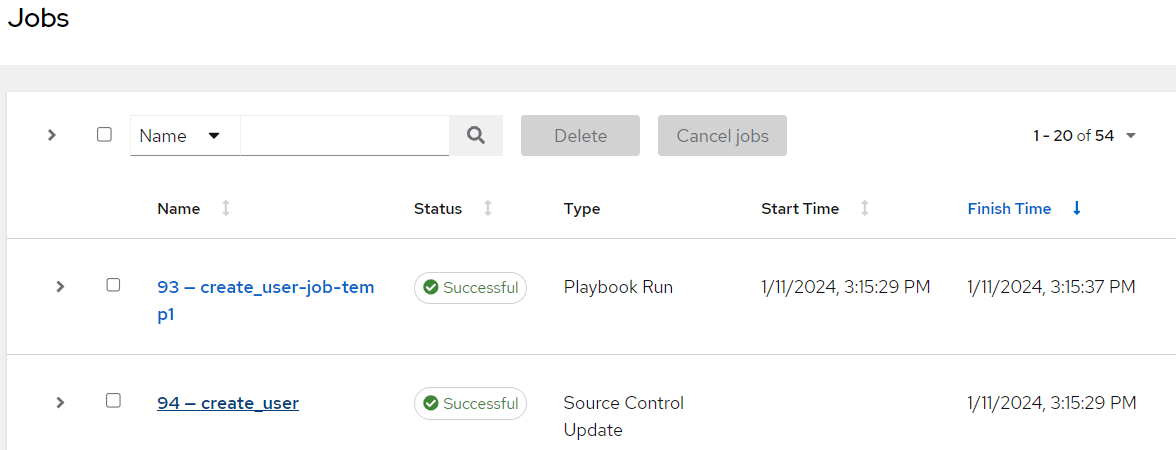 Jobs
Name
Delete
Cancel jobs
1 - 20 of 54
Name Status Type Start Time Finish Time
93 — create_user-job-tem Successful Playbook Run 1/11/2024, 3:15:29 PM 1/11/2024, 3:15:37 PM
p1
94 — create_user Successful Source Control 1/11/2024, 3:15:29 PM
Update